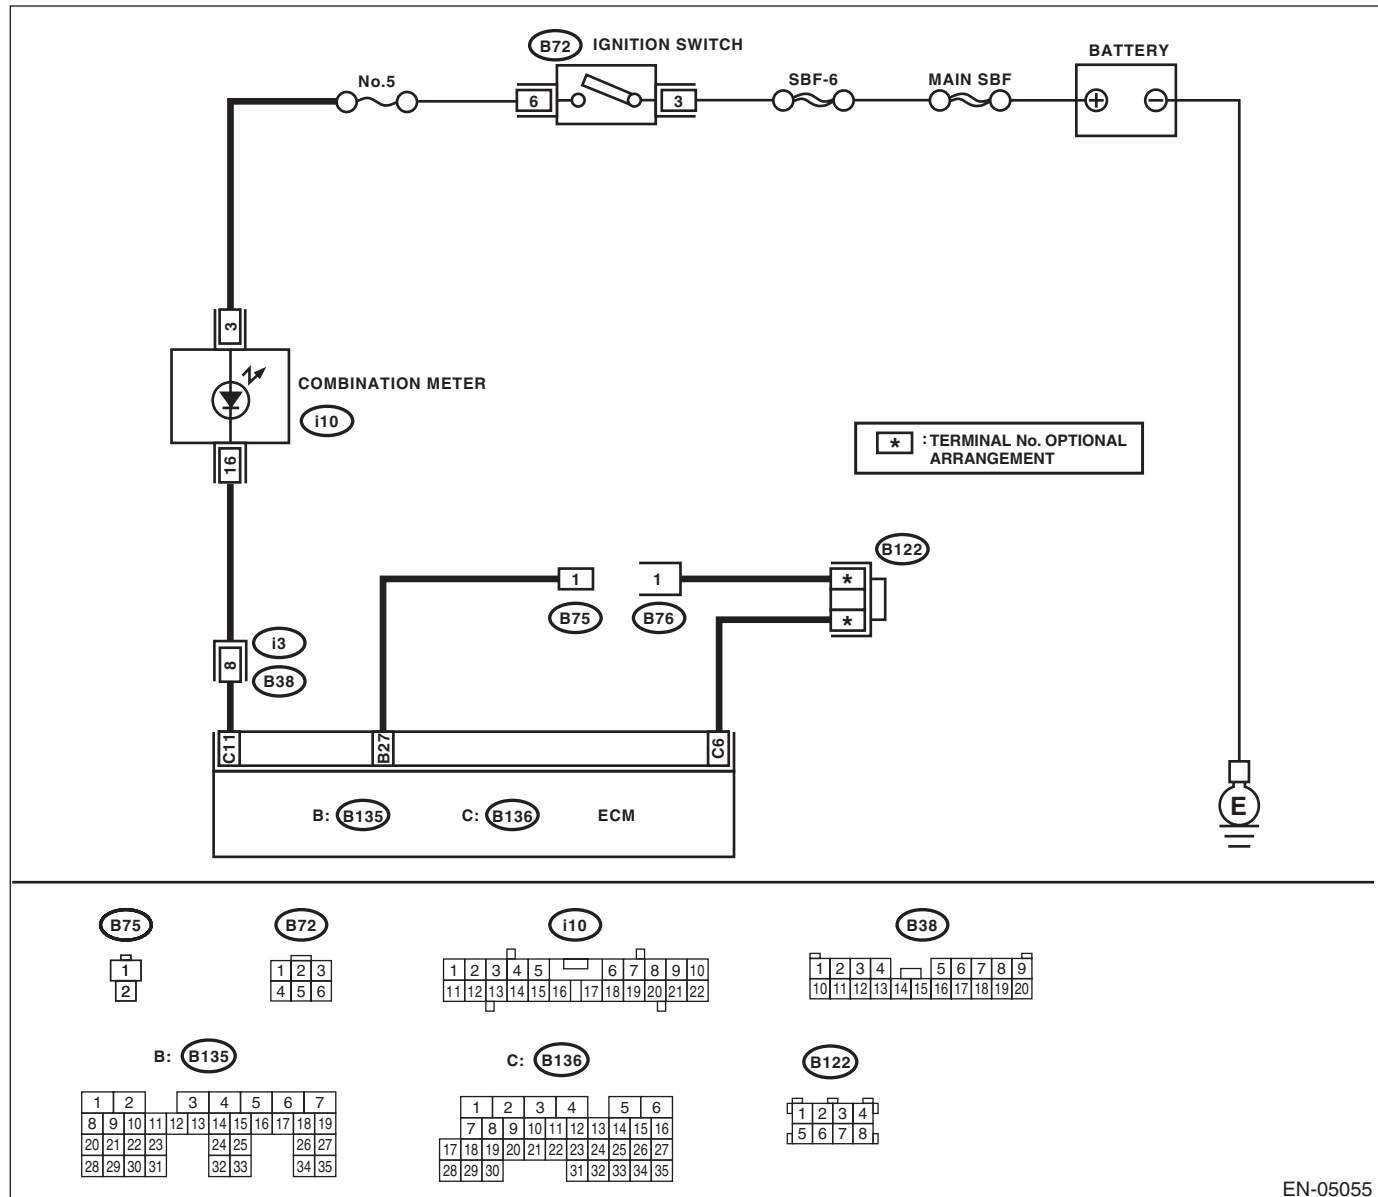 B72 IGNITION SWITCH
BATTERY
No.5
SBF-6
MAIN SBF
6
3
+
−
3
COMBINATION METER
i10
16
* : TERMINAL No. OPTIONAL
ARRANGEMENT
B122
1
1
*
B75
B76
*
i3
8
B38
C11
B27
C6
B: B135
C: B136
ECM
E
B75
B72
i10
B38
1
2
1 2 3
4 5 6
1 2 3 4 5 6 7 8 9 10
11 12 13 14 15 16 17 18 19 20 21 22
1 2 3 4 5 6 7 8 9
10 11 12 13 14 15 16 17 18 19 20
B: B135
C: B136
B122
1 2 3 4 5 6 7
8 9 10 11 12 13 14 15 16 17 18 19
20 21 22 23 24 25 26 27
28 29 30 31 32 33 34 35
1 2 3 4 5 6
7 8 9 10 11 12 13 14 15 16
17 18 19 20 21 22 23 24 25 26 27
28 29 30 31 32 33 34 35
1 2 3 4
5 6 7 8
EN-05055